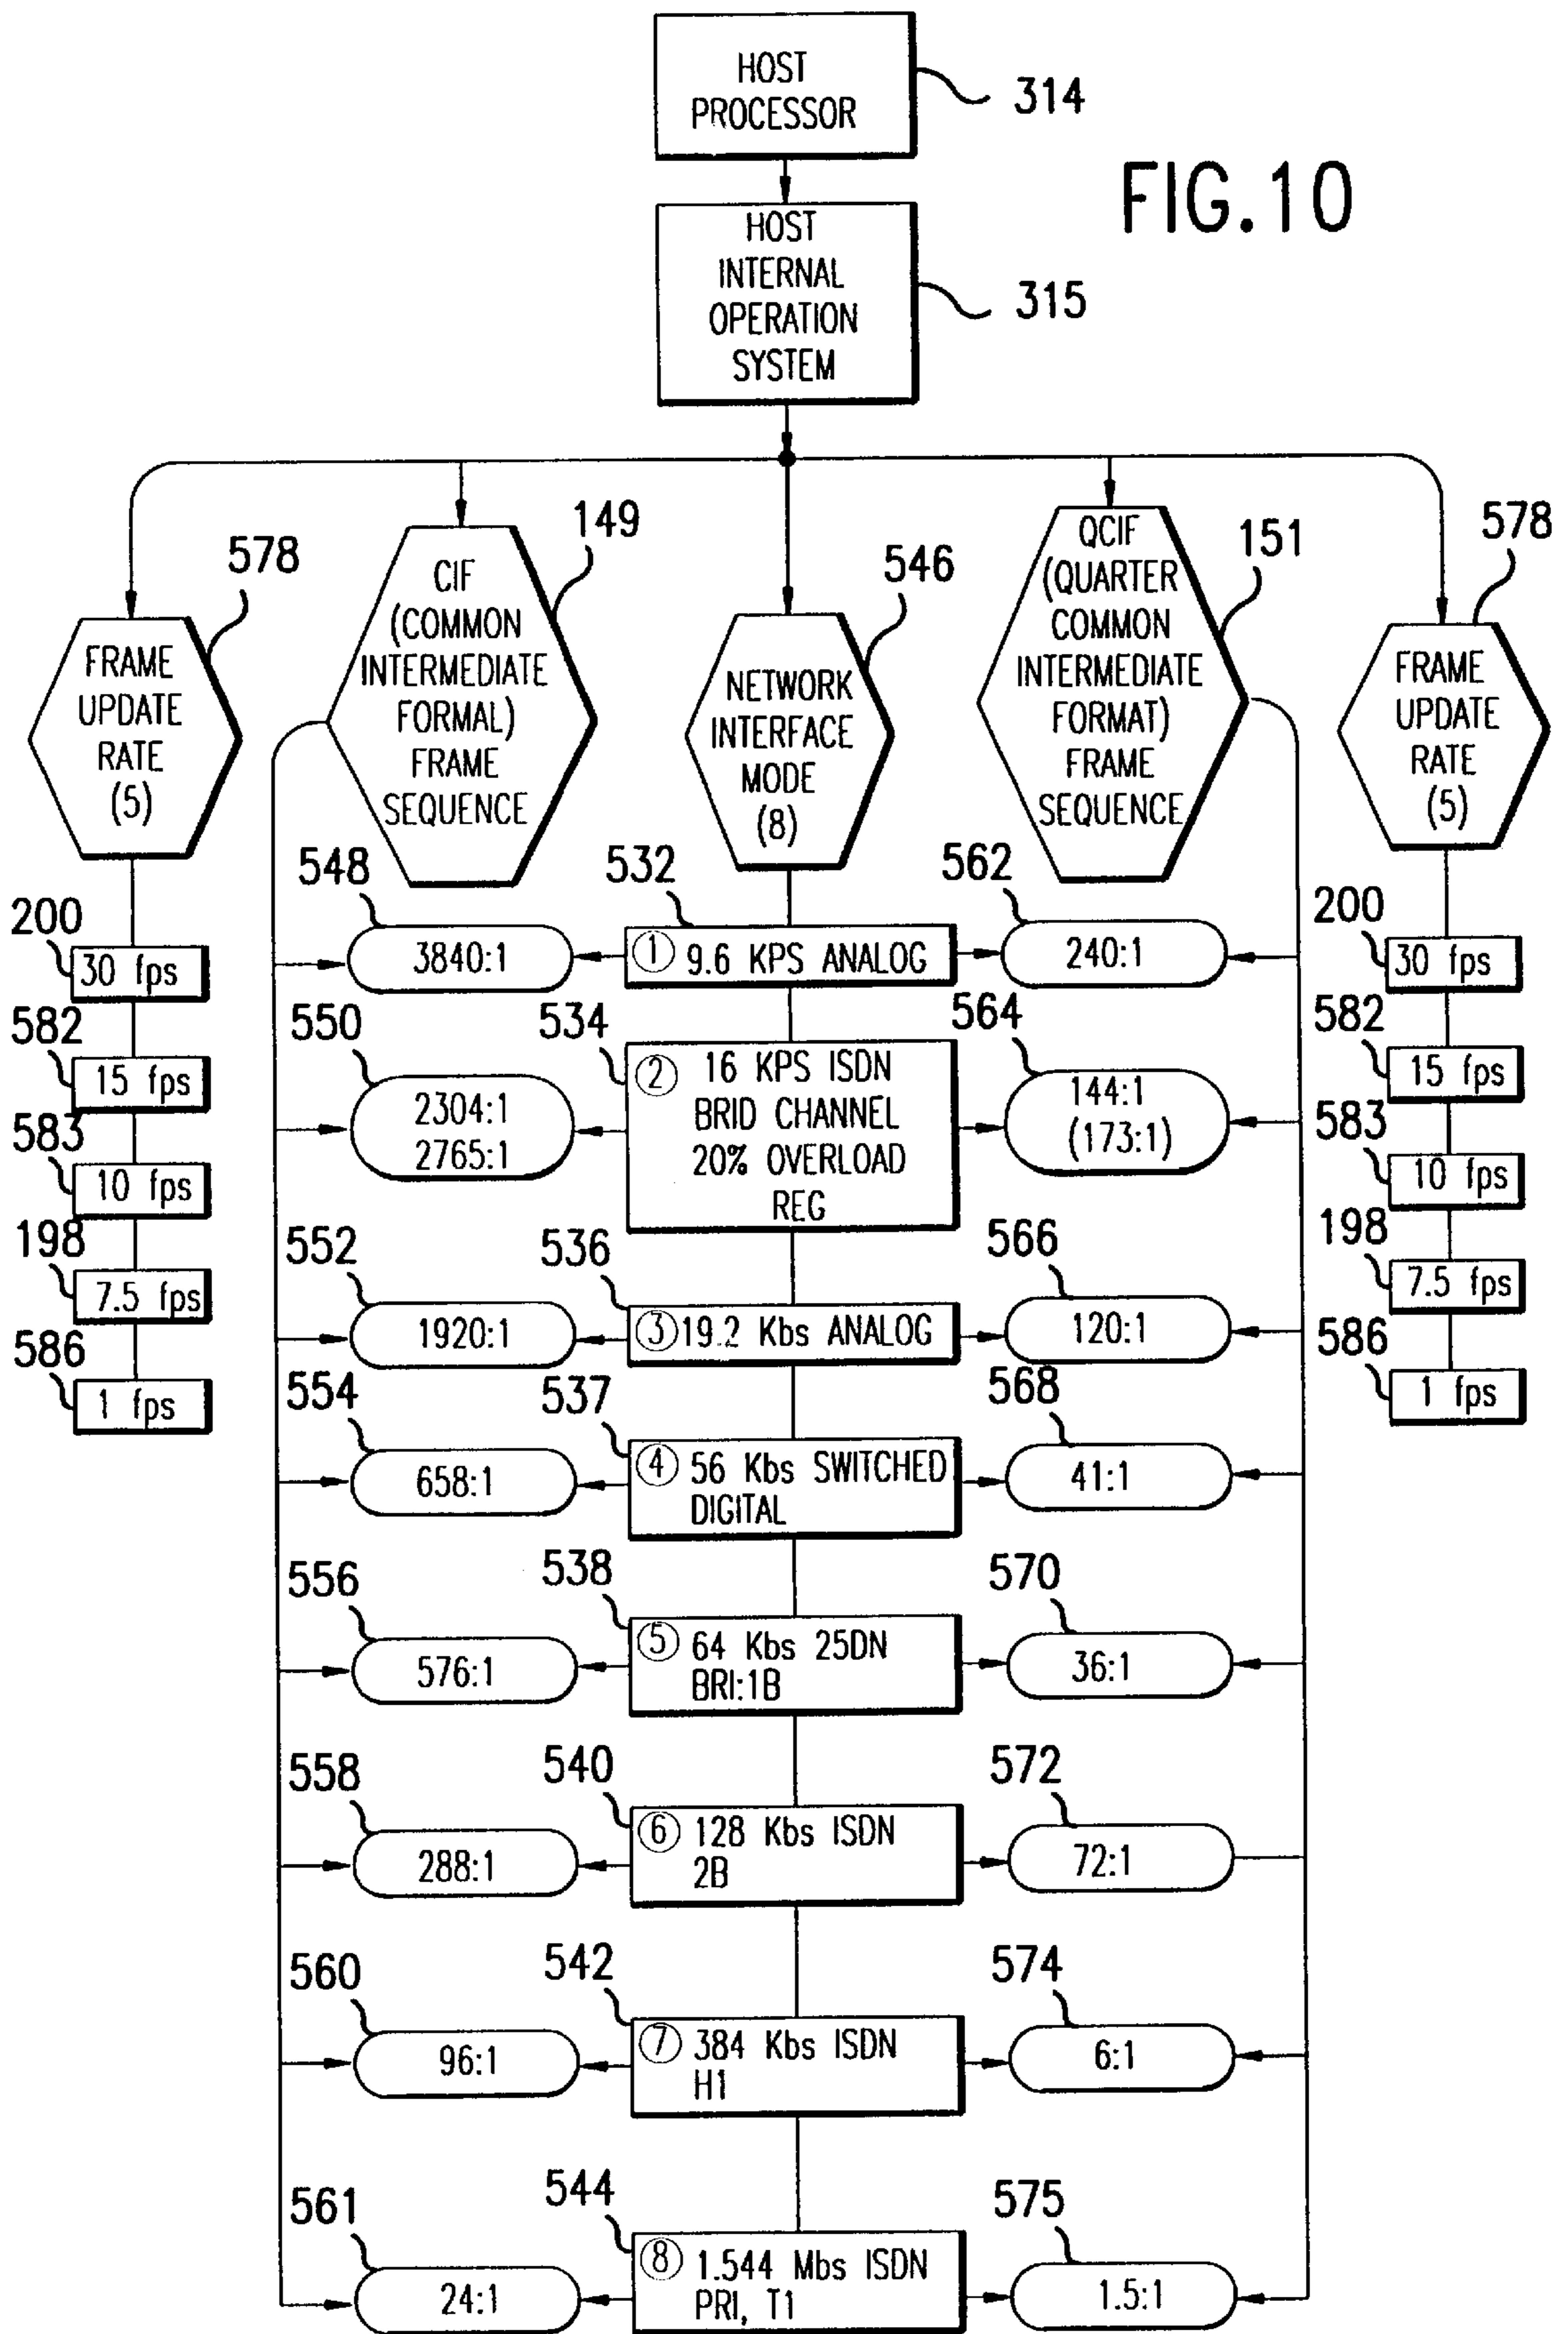 HOST
PROCESSOR
314
FIG.10
HOST
INTERNAL
OPERATION
SYSTEM
315
578
FRAME
UPDATE
RATE
(5)
149
CIF
(COMMON
INTERMEDIATE
FORMAL)
FRAME
SEQUENCE
546
NETWORK
INTERFACE
MODE
(8)
151
QCIF
(QUARTER
COMMON
INTERMEDIATE
FORMAT)
FRAME
SEQUENCE
578
FRAME
UPDATE
RATE
(5)
200
30 fps
582
15 fps
583
10 fps
198
7.5 fps
586
1 fps
548
3840:1
532
① 9.6 KPS ANALOG
562
240:1
550
2304:1
2765:1
534
② 16 KPS ISDN
BRID CHANNEL
20% OVERLOAD
REG
564
144:1
(173:1)
552
1920:1
536
③ 19.2 Kbs ANALOG
566
120:1
554
658:1
537
④ 56 Kbs SWITCHED
DIGITAL
568
41:1
556
576:1
538
⑤ 64 Kbs 25DN
BRI:1B
570
36:1
558
288:1
540
⑥ 128 Kbs ISDN
2B
572
72:1
560
96:1
542
⑦ 384 Kbs ISDN
H1
574
6:1
561
24:1
544
⑧ 1.544 Mbs ISDN
PRI, T1
575
1.5:1
200
30 fps
582
15 fps
583
10 fps
198
7.5 fps
586
1 fps